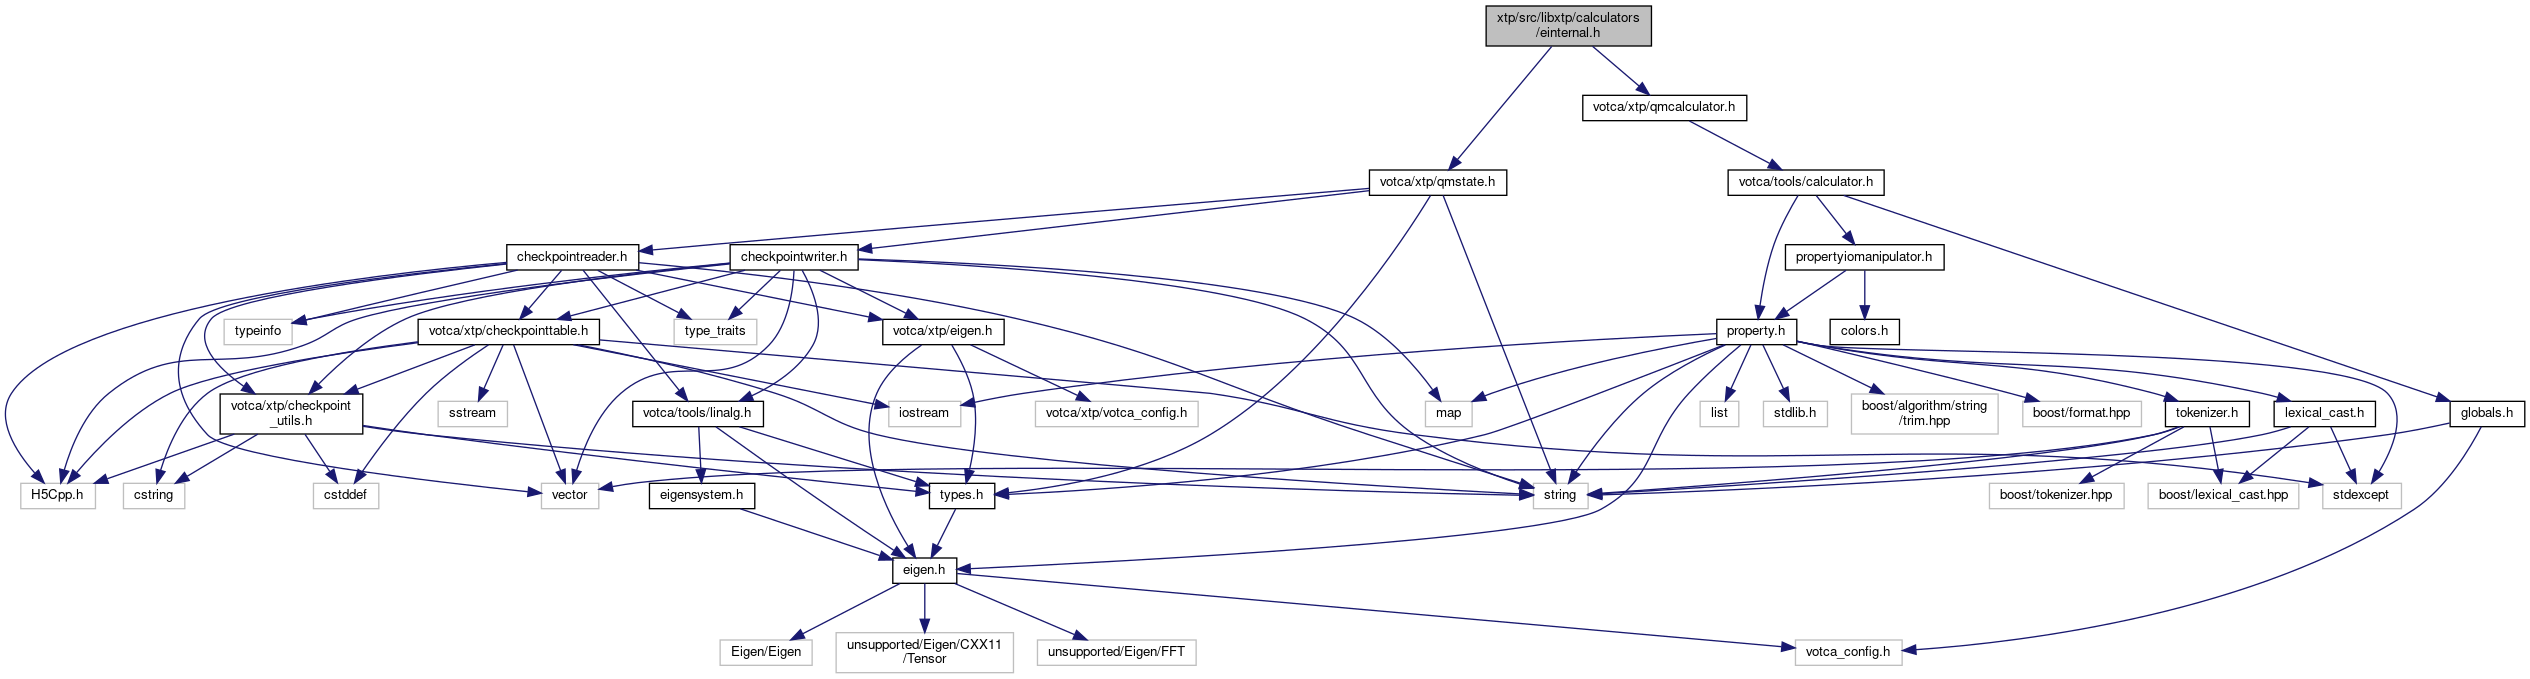 xtp/src/libxtp/calculators
/einternal.h
votca/xtp/qmcalculator.h
votca/xtp/qmstate.h
votca/tools/calculator.h
checkpointreader.h
checkpointwriter.h
propertyiomanipulator.h
typeinfo
votca/xtp/checkpointtable.h
type_traits
votca/xtp/eigen.h
property.h
colors.h
votca/xtp/checkpoint
_utils.h
sstream
votca/tools/linalg.h
iostream
votca/xtp/votca_config.h
map
list
stdlib.h
boost/algorithm/string
/trim.hpp
boost/format.hpp
tokenizer.h
lexical_cast.h
globals.h
H5Cpp.h
cstring
cstddef
vector
eigensystem.h
types.h
string
boost/tokenizer.hpp
boost/lexical_cast.hpp
stdexcept
eigen.h
Eigen/Eigen
unsupported/Eigen/CXX11
/Tensor
unsupported/Eigen/FFT
votca_config.h